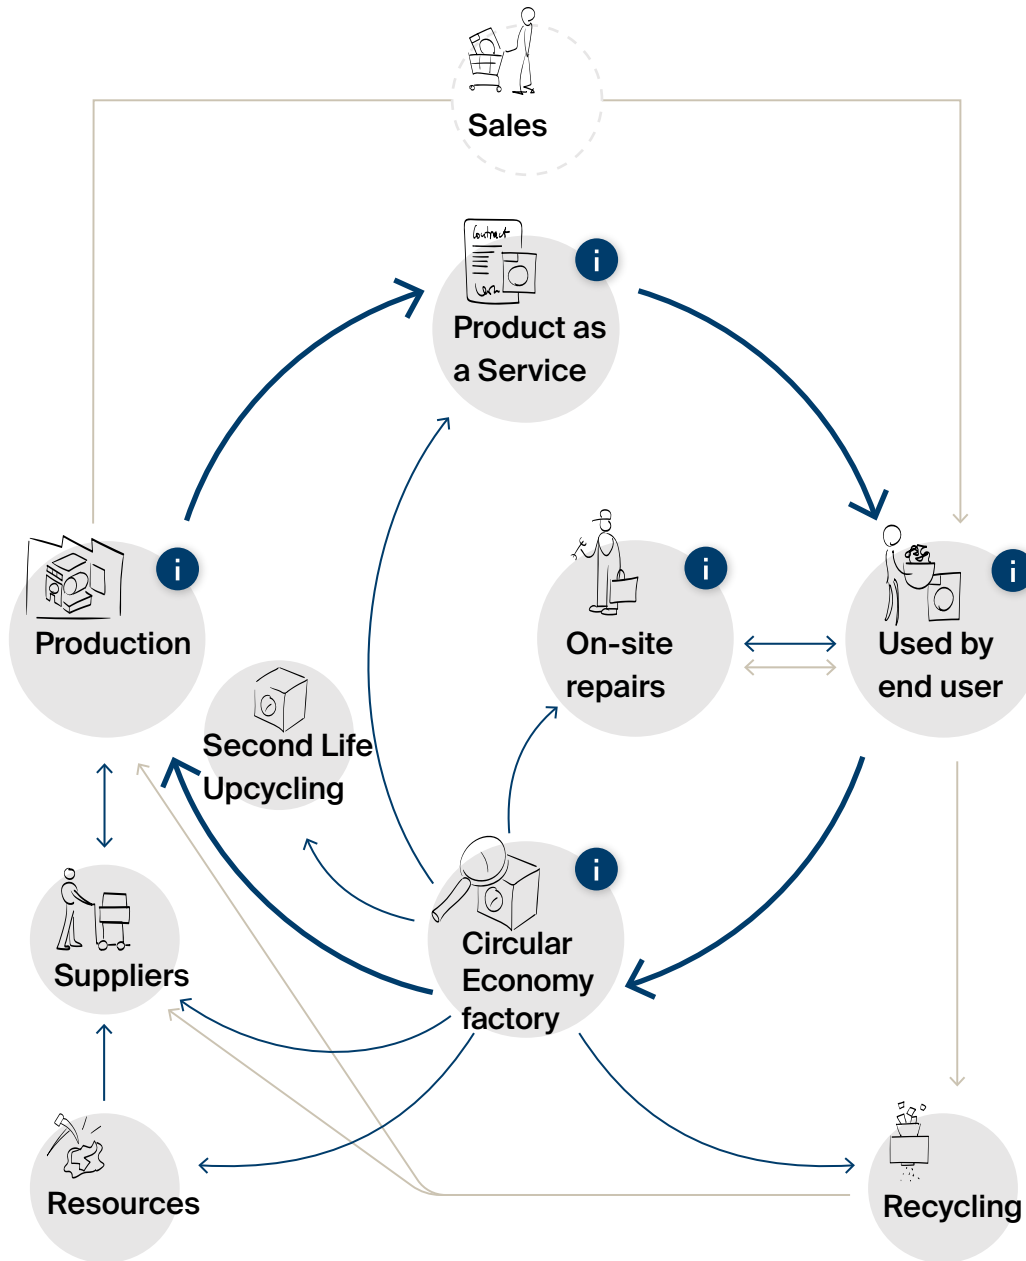 Sales
Contract
i
Product as
a Service
i
i
i
Production
On-site
repairs
Used by
end user
Second Life
Upcycling
i
Circular
Economy
factory
Suppliers
Resources
Recycling